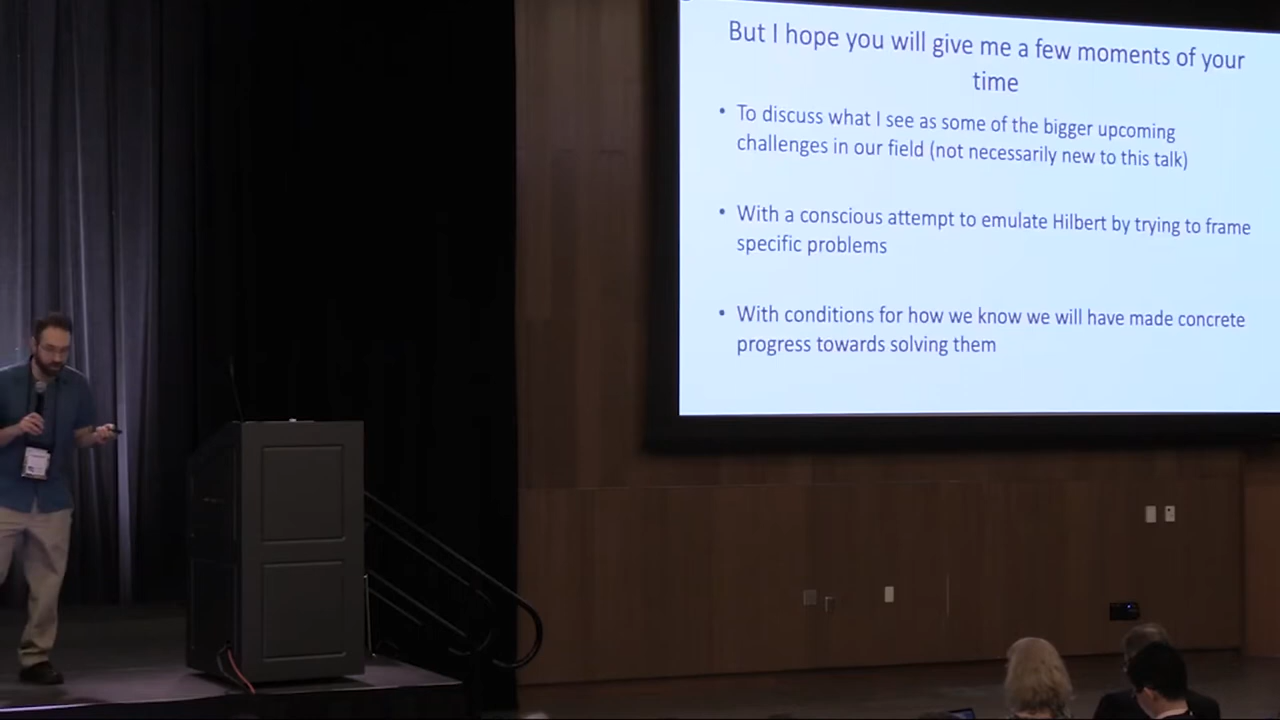 But I hope you will give me a few moments of your
time
• To discuss what I see as some of the bigger upcoming
challenges in our field (not necessarily new to this talk)
• With a conscious attempt to emulate Hilbert by trying to frame
specific problems
• With conditions for how we know we will have made concrete
progress towards solving them